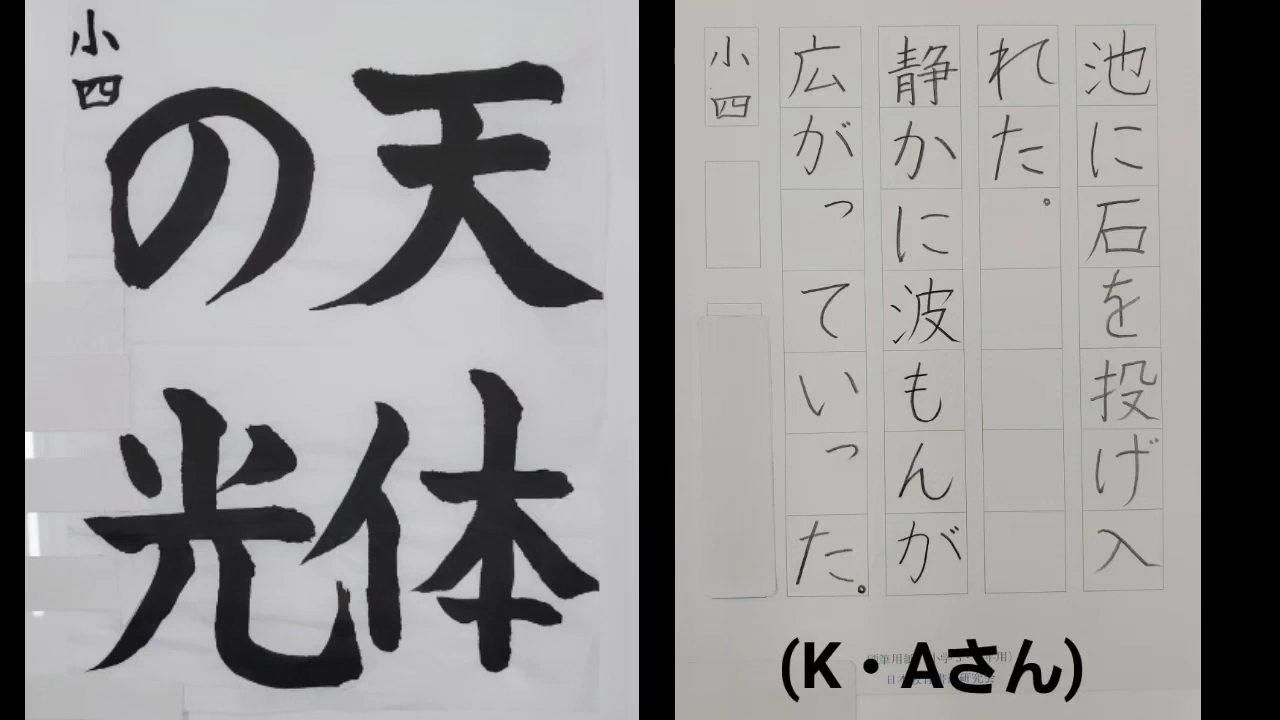 天体
の光
小四
池に石を投げ入
れた。
静かに波もんが
広がっていった。
小四
(K・Aさん)